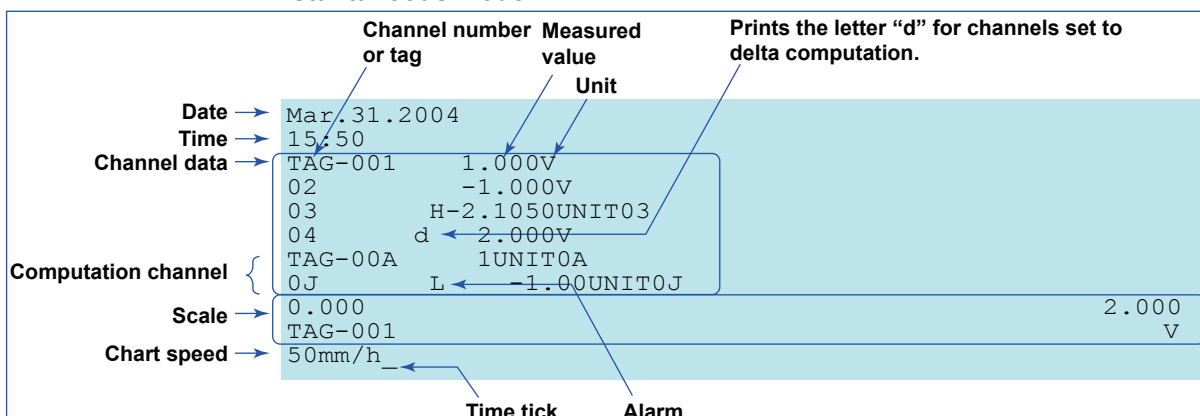 Channel number or tag
Measured value
Prints the letter “d” for channels set to delta computation.
Unit
Date
Mar.31.2004
Time
15:50
Channel data
TAG-001 1.000V
02 -1.000V
03 H-2.1050UNIT03
04 d 2.000V
Computation channel
TAG-00A 1UNIT0A
0J L -1.00UNIT0J
Scale
0.000 2.000
TAG-001 V
Chart speed
50mm/h_
Time tick
Alarm